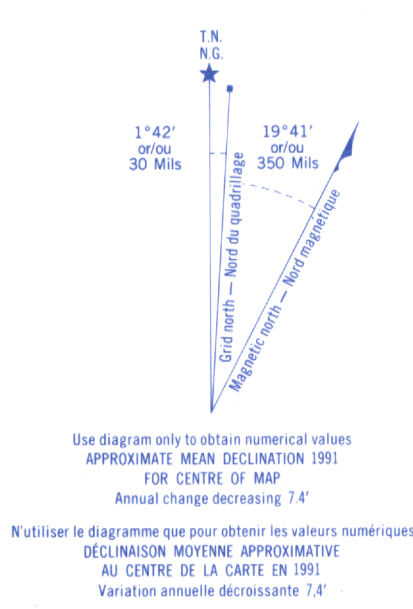 T.N.
N.G.
1°42'
or/ou
30 Mils
19°41'
or/ou
350 Mils
Grid north — Nord du quadrillage
Magnetic north — Nord magnetique
Use diagram only to obtain numerical values
APPROXIMATE MEAN DECLINATION 1991
FOR CENTRE OF MAP
Annual change decreasing 7.4'
N'utiliser le diagramme que pour obtenir les valeurs numériques
DÉCLINAISON MOYENNE APPROXIMATIVE
AU CENTRE DE LA CARTE EN 1991
Variation annuelle décroissante 7,4'